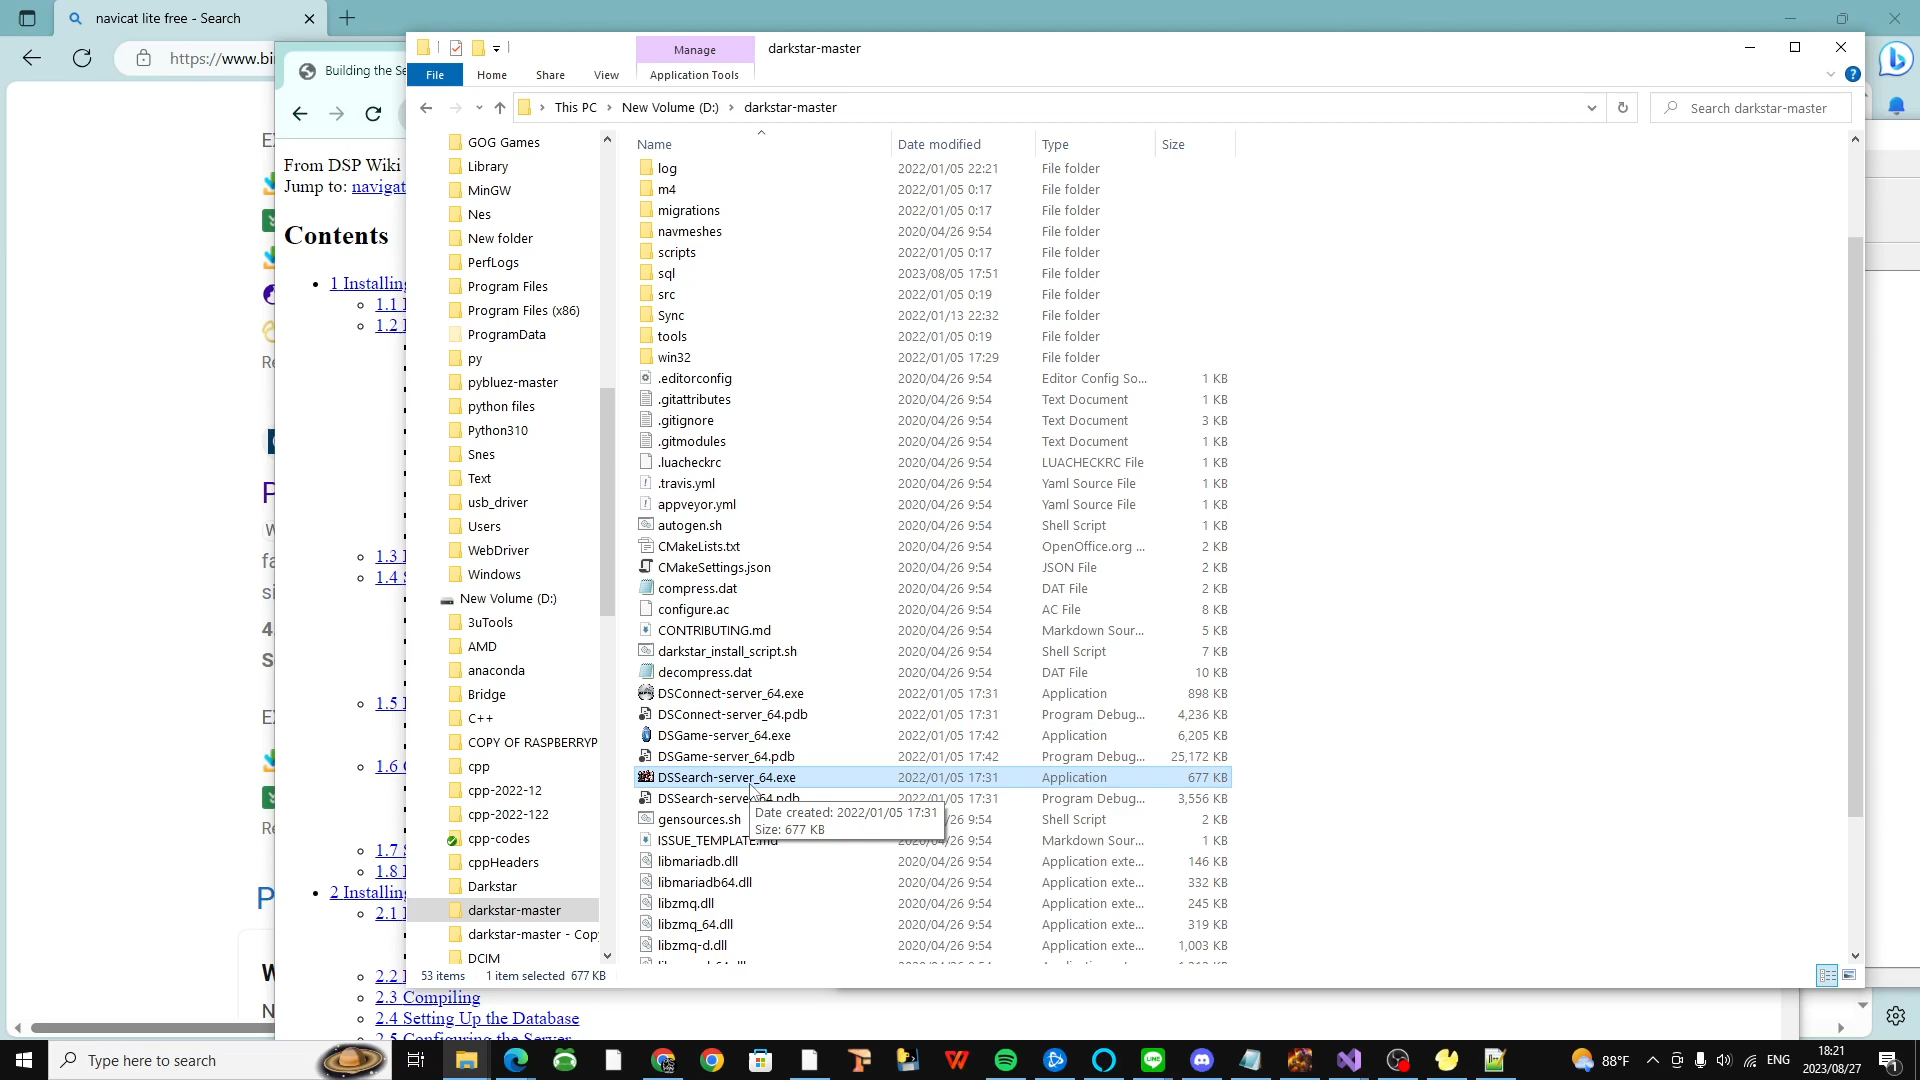 navicat lite free - Search
https://www.bi
Building the Se
Manage
darkstar-master
File
Home
Share
View
Application Tools
This PC
New Volume (D:)
darkstar-master
Search darkstar-master
From DSP Wiki
Jump to: navigat
Contents
1 Installing
1.3
1.4
1.5
1.6
1.7
1.8
2 Installing
2.1
2.2
2.3 Compiling
2.4 Setting Up the Database
2.5 Configuring the Server
GOG Games
Library
MinGW
Nes
New folder
PerfLogs
Program Files
Program Files (x86)
ProgramData
py
pybluez-master
python files
Python310
Snes
Text
usb_driver
Users
WebDriver
Windows
New Volume (D:)
3uTools
AMD
anaconda
Bridge
C++
COPY OF RASPBERRYP
cpp
cpp-2022-12
cpp-2022-122
cpp-codes
cppHeaders
Darkstar
darkstar-master
darkstar-master - Copy
DCIM
Name Date modified Type Size
log 2022/01/05 22:21 File folder
m4 2022/01/05 0:17 File folder
migrations 2022/01/05 0:17 File folder
navmeshes 2020/04/26 9:54 File folder
scripts 2022/01/05 0:17 File folder
sql 2023/08/05 17:51 File folder
src 2022/01/05 0:19 File folder
Sync 2022/01/13 22:32 File folder
tools 2022/01/05 0:19 File folder
win32 2022/01/05 17:29 File folder
.editorconfig 2020/04/26 9:54 Editor Config So... 1 KB
.gitattributes 2020/04/26 9:54 Text Document 1 KB
.gitignore 2020/04/26 9:54 Text Document 3 KB
.gitmodules 2020/04/26 9:54 Text Document 1 KB
.luacheckrc 2020/04/26 9:54 LUACHECKRC File 1 KB
.travis.yml 2020/04/26 9:54 Yaml Source File 1 KB
appveyor.yml 2020/04/26 9:54 Yaml Source File 1 KB
autogen.sh 2020/04/26 9:54 Shell Script 1 KB
CMakeLists.txt 2020/04/26 9:54 OpenOffice.org ... 2 KB
CMakeSettings.json 2020/04/26 9:54 JSON File 2 KB
compress.dat 2020/04/26 9:54 DAT File 2 KB
configure.ac 2020/04/26 9:54 AC File 8 KB
CONTRIBUTING.md 2020/04/26 9:54 Markdown Sour... 5 KB
darkstar_install_script.sh 2020/04/26 9:54 Shell Script 7 KB
decompress.dat 2020/04/26 9:54 DAT File 10 KB
DSConnect-server_64.exe 2022/01/05 17:31 Application 898 KB
DSConnect-server_64.pdb 2022/01/05 17:31 Program Debug... 4,236 KB
DSGame-server_64.exe 2022/01/05 17:42 Application 6,205 KB
DSGame-server_64.pdb 2022/01/05 17:42 Program Debug... 25,172 KB
DSSearch-server_64.exe 2022/01/05 17:31 Application 677 KB
DSSearch-server_64.pdb 2022/01/05 17:31 Program Debug... 3,556 KB
gensources.sh 9:54 Shell Script 2 KB
ISSUE_TEMPLATE.md 9:54 Markdown Sour... 1 KB
Date created: 2022/01/05 17:31
Size: 677 KB
libmariadb.dll 2020/04/26 9:54 Application exte... 146 KB
libmariadb64.dll 2020/04/26 9:54 Application exte... 332 KB
libzmq.dll 2020/04/26 9:54 Application exte... 245 KB
libzmq_64.dll 2020/04/26 9:54 Application exte... 319 KB
libzmq-d.dll 2020/04/26 9:54 Application exte... 1,003 KB
53 items 1 item selected 677 KB
Type here to search
88°F
ENG
18:21
2023/08/27